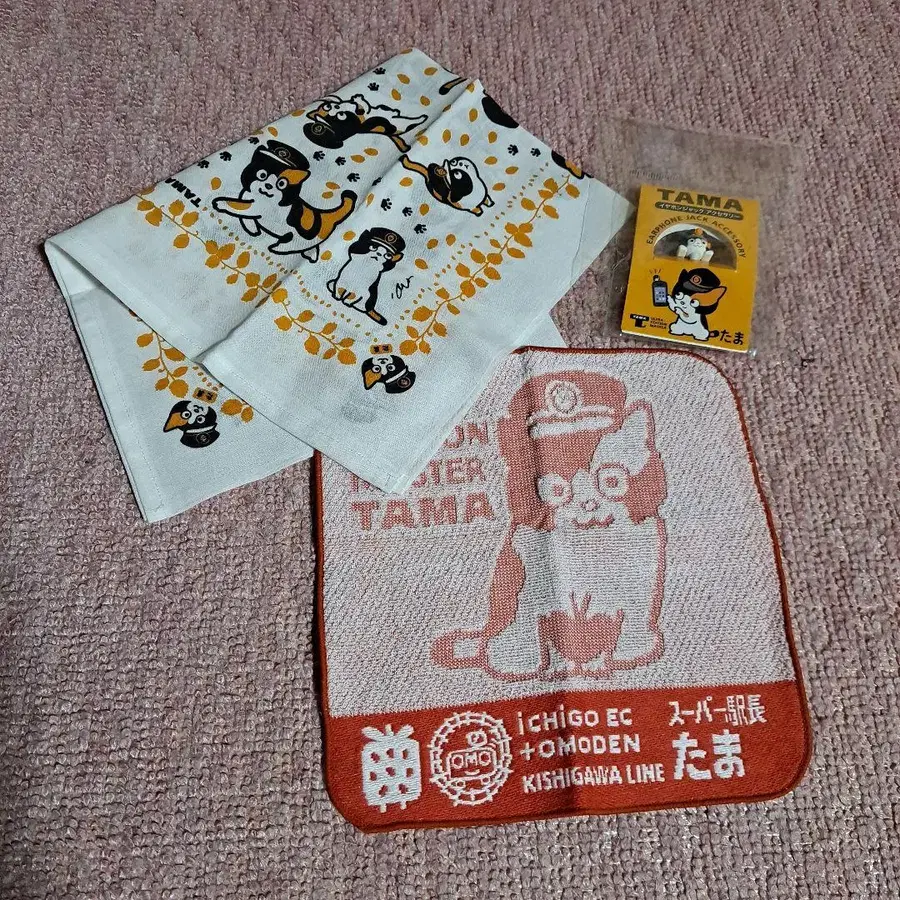 TAMA
TAMA
イヤホンジャックアクセサリー
EARPHONE JACK ACCESSORY
たま
TAMA
iCHiGO EC
+OMODEN
KISHIGAWA LINE
スーパー駅長
たま
OMO